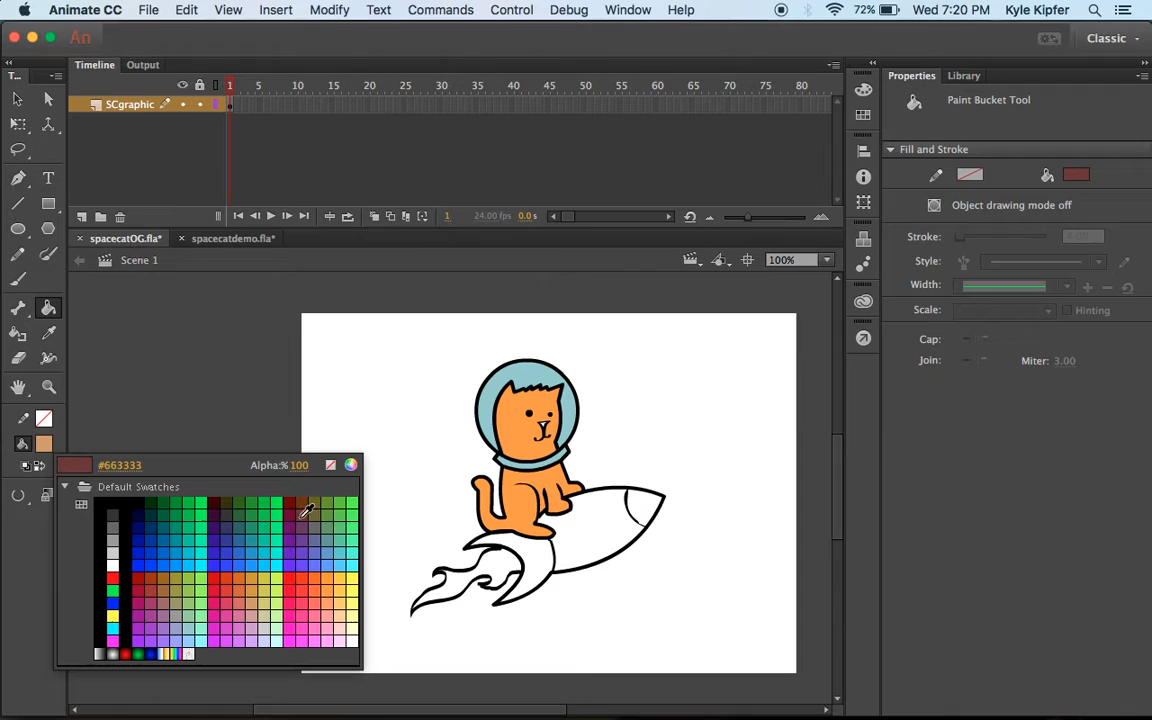 Animate CC File Edit View Insert Modify Text Commands Control Debug Window Help 72% Wed 7:20 PM Kyle Kipfer
An Classic
Timeline Output
Properties Library
T...
1 5 10 15 20 25 30 35 40 45 50 55 60 65 70 75 80
SCgraphic
Paint Bucket Tool
Fill and Stroke
Object drawing mode off
1 24.00 fps 0.0 s
Stroke: 4.00
spacecatOG.fla* spacecatdemo.fla*
Scene 1 100%
Style:
Width:
Scale: Hinting
Cap:
Join: Miter: 3.00
#663333 Alpha:% 100
Default Swatches